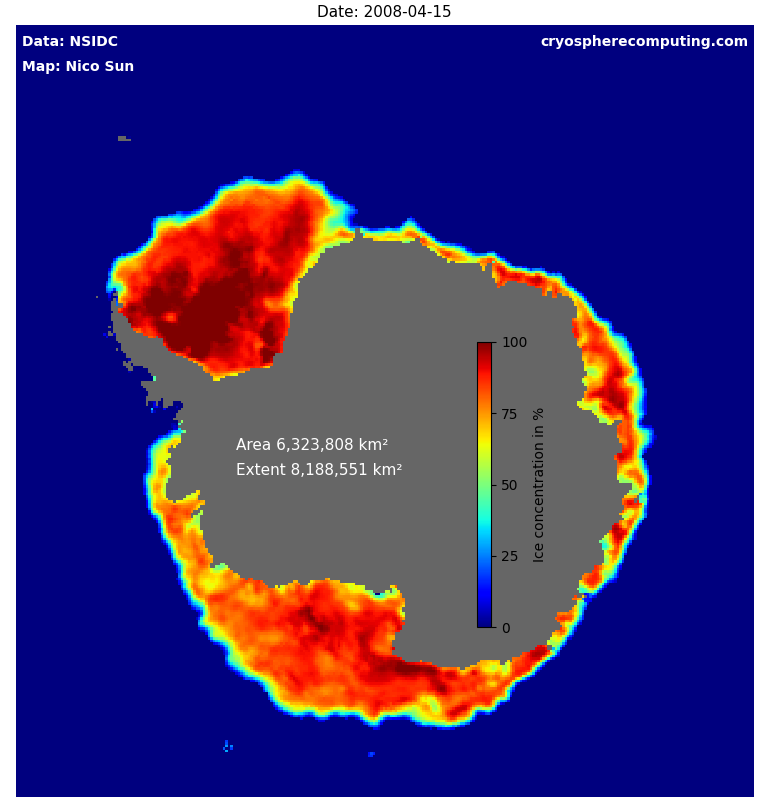 Date: 2008-04-15
Data: NSIDC
cryospherecomputing.com
Map: Nico Sun
100
75
50
25
0
Ice concentration in %
Area 6,323,808 km²
Extent 8,188,551 km²